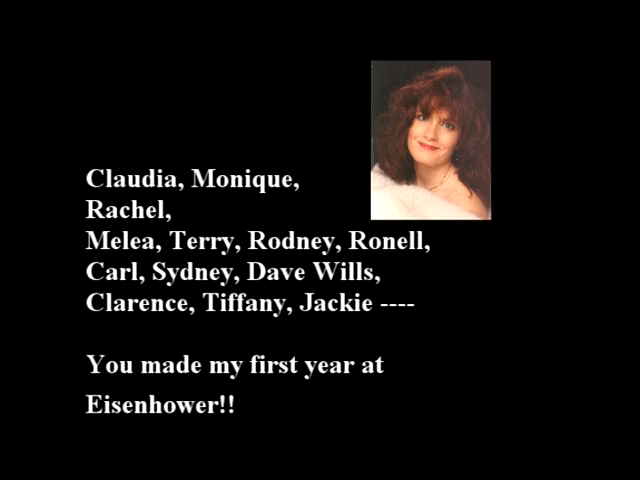 Claudia, Monique,
Rachel,
Melea, Terry, Rodney, Ronell,
Carl, Sydney, Dave Wills,
Clarence, Tiffany, Jackie ----
You made my first year at
Eisenhower!!